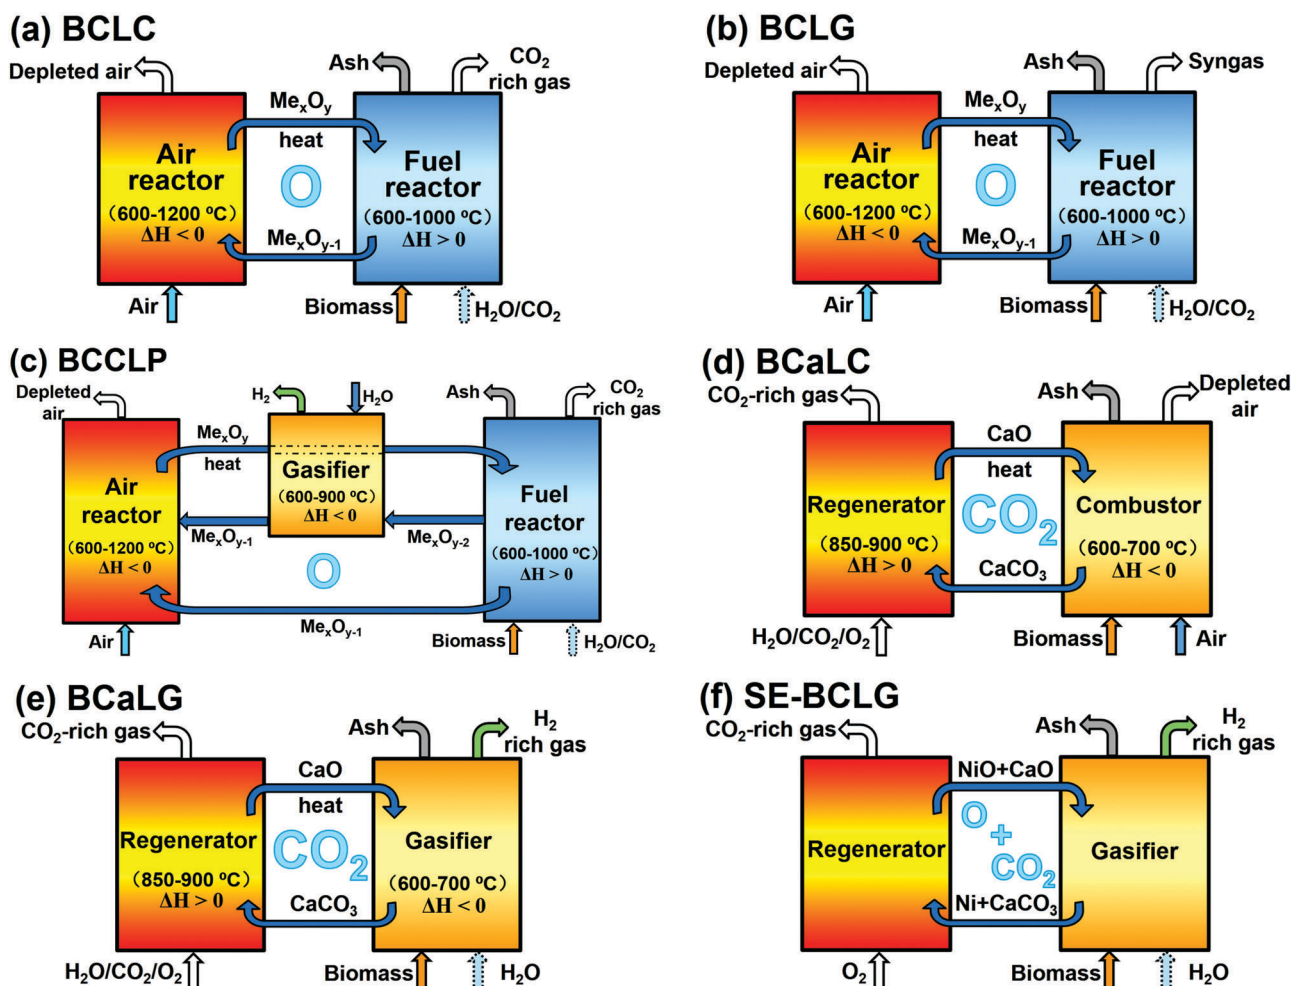 (a) BCLC
Depleted air
Ash
CO₂
rich gas
MeₓOᵧ
heat
O
Air
reactor
(600-1200 ºC)
ΔH < 0
Fuel
reactor
(600-1000 ºC)
ΔH > 0
MeₓOᵧ₋₁
Air
Biomass
H₂O/CO₂
(b) BCLG
Depleted air
Ash
Syngas
MeₓOᵧ
heat
O
Air
reactor
(600-1200 ºC)
ΔH < 0
Fuel
reactor
(600-1000 ºC)
ΔH > 0
MeₓOᵧ₋₁
Air
Biomass
H₂O/CO₂
(c) BCCLP
Depleted
air
H₂
H₂O
Ash
CO₂
rich gas
MeₓOᵧ
heat
Gasifier
(600-900 ºC)
ΔH < 0
Air
reactor
(600-1200 ºC)
ΔH < 0
Fuel
reactor
(600-1000 ºC)
ΔH > 0
MeₓOᵧ₋₁
MeₓOᵧ₋₂
O
MeₓOᵧ₋₁
Air
Biomass
H₂O/CO₂
(d) BCaLC
CO₂-rich gas
Ash
Depleted
air
CaO
heat
CO₂
Regenerator
(850-900 ºC)
ΔH > 0
Combustor
(600-700 ºC)
ΔH < 0
CaCO₃
H₂O/CO₂/O₂
Biomass
Air
(e) BCaLG
CO₂-rich gas
Ash
H₂
rich gas
CaO
heat
CO₂
Regenerator
(850-900 ºC)
ΔH > 0
Gasifier
(600-700 ºC)
ΔH < 0
CaCO₃
H₂O/CO₂/O₂
Biomass
H₂O
(f) SE-BCLG
CO₂-rich gas
Ash
H₂
rich gas
NiO+CaO
O
+
CO₂
Regenerator
Gasifier
Ni+CaCO₃
O₂
Biomass
H₂O